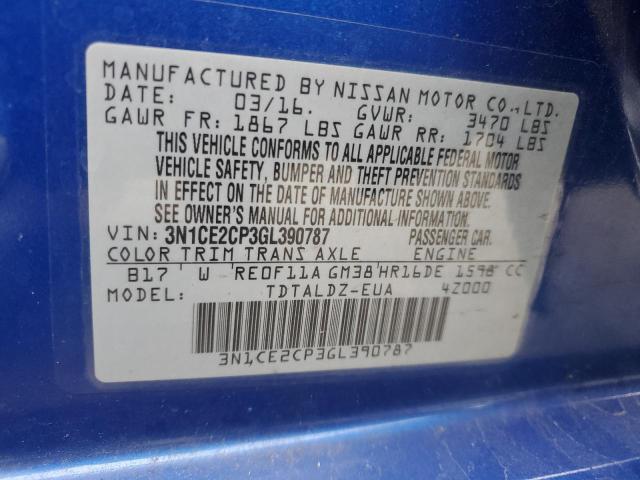 MANUFACTURED BY NISSAN MOTOR CO., LTD.
DATE: 03/16. GVWR: 3470 LBS
GAWR FR: 1867 LBS GAWR RR: 1704 LBS
THIS VEHICLE CONFORMS TO ALL APPLICABLE FEDERAL MOTOR
VEHICLE SAFETY, BUMPER AND THEFT PREVENTION STANDARDS
IN EFFECT ON THE DATE OF MANUFACTURE SHOWN ABOVE.
SEE OWNER'S MANUAL FOR ADDITIONAL INFORMATION.
VIN: 3N1CE2CP3GL390787 PASSENGER CAR.
COLOR TRIM TRANS AXLE ENGINE
B17 W RE0F11A GM38 HR16DE 1598 CC
MODEL: TDTALDZ-EUA 4Z000
3N1CE2CP3GL390787